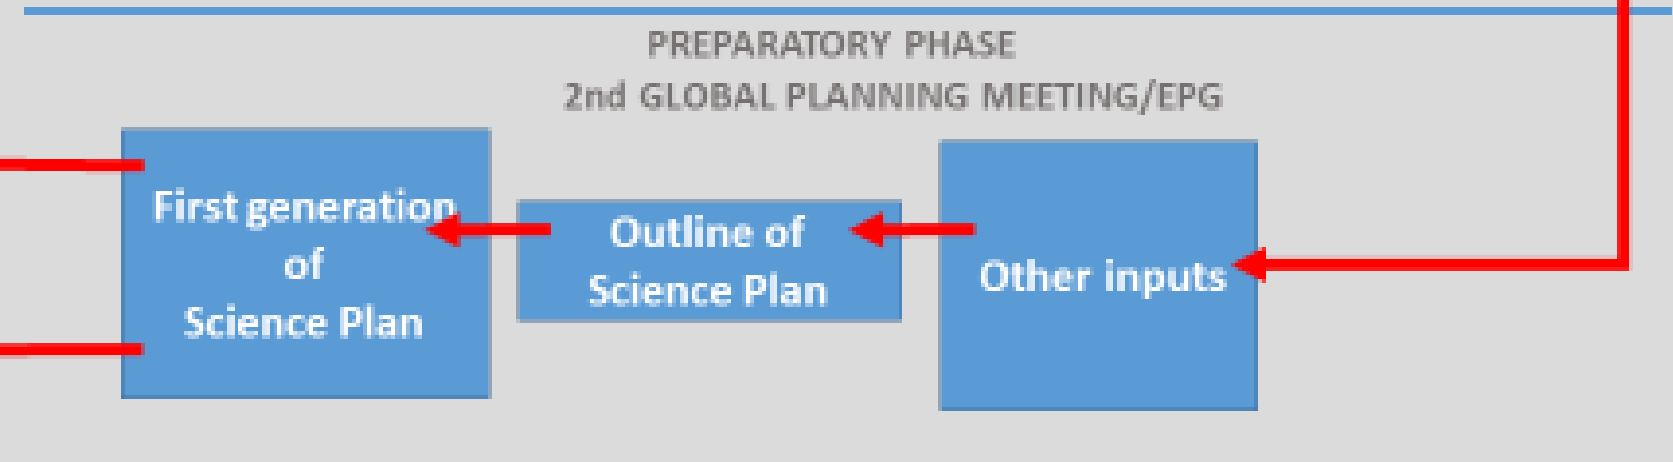 PREPARATORY PHASE
2nd GLOBAL PLANNING MEETING/EPG
First generation
of
Science Plan
Outline of
Science Plan
Other inputs